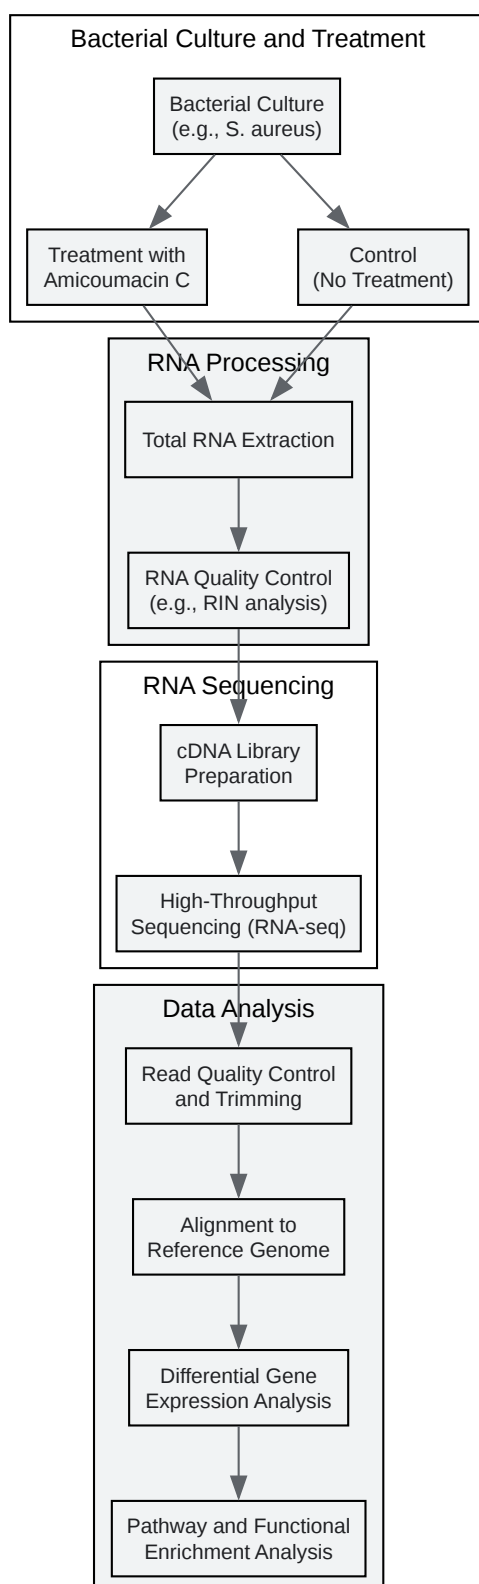 Bacterial Culture and Treatment
Bacterial Culture
(e.g., S. aureus)
Treatment with
Amicoumacin C
Control
(No Treatment)
RNA Processing
Total RNA Extraction
RNA Quality Control
(e.g., RIN analysis)
RNA Sequencing
cDNA Library
Preparation
High-Throughput
Sequencing (RNA-seq)
Data Analysis
Read Quality Control
and Trimming
Alignment to
Reference Genome
Differential Gene
Expression Analysis
Pathway and Functional
Enrichment Analysis